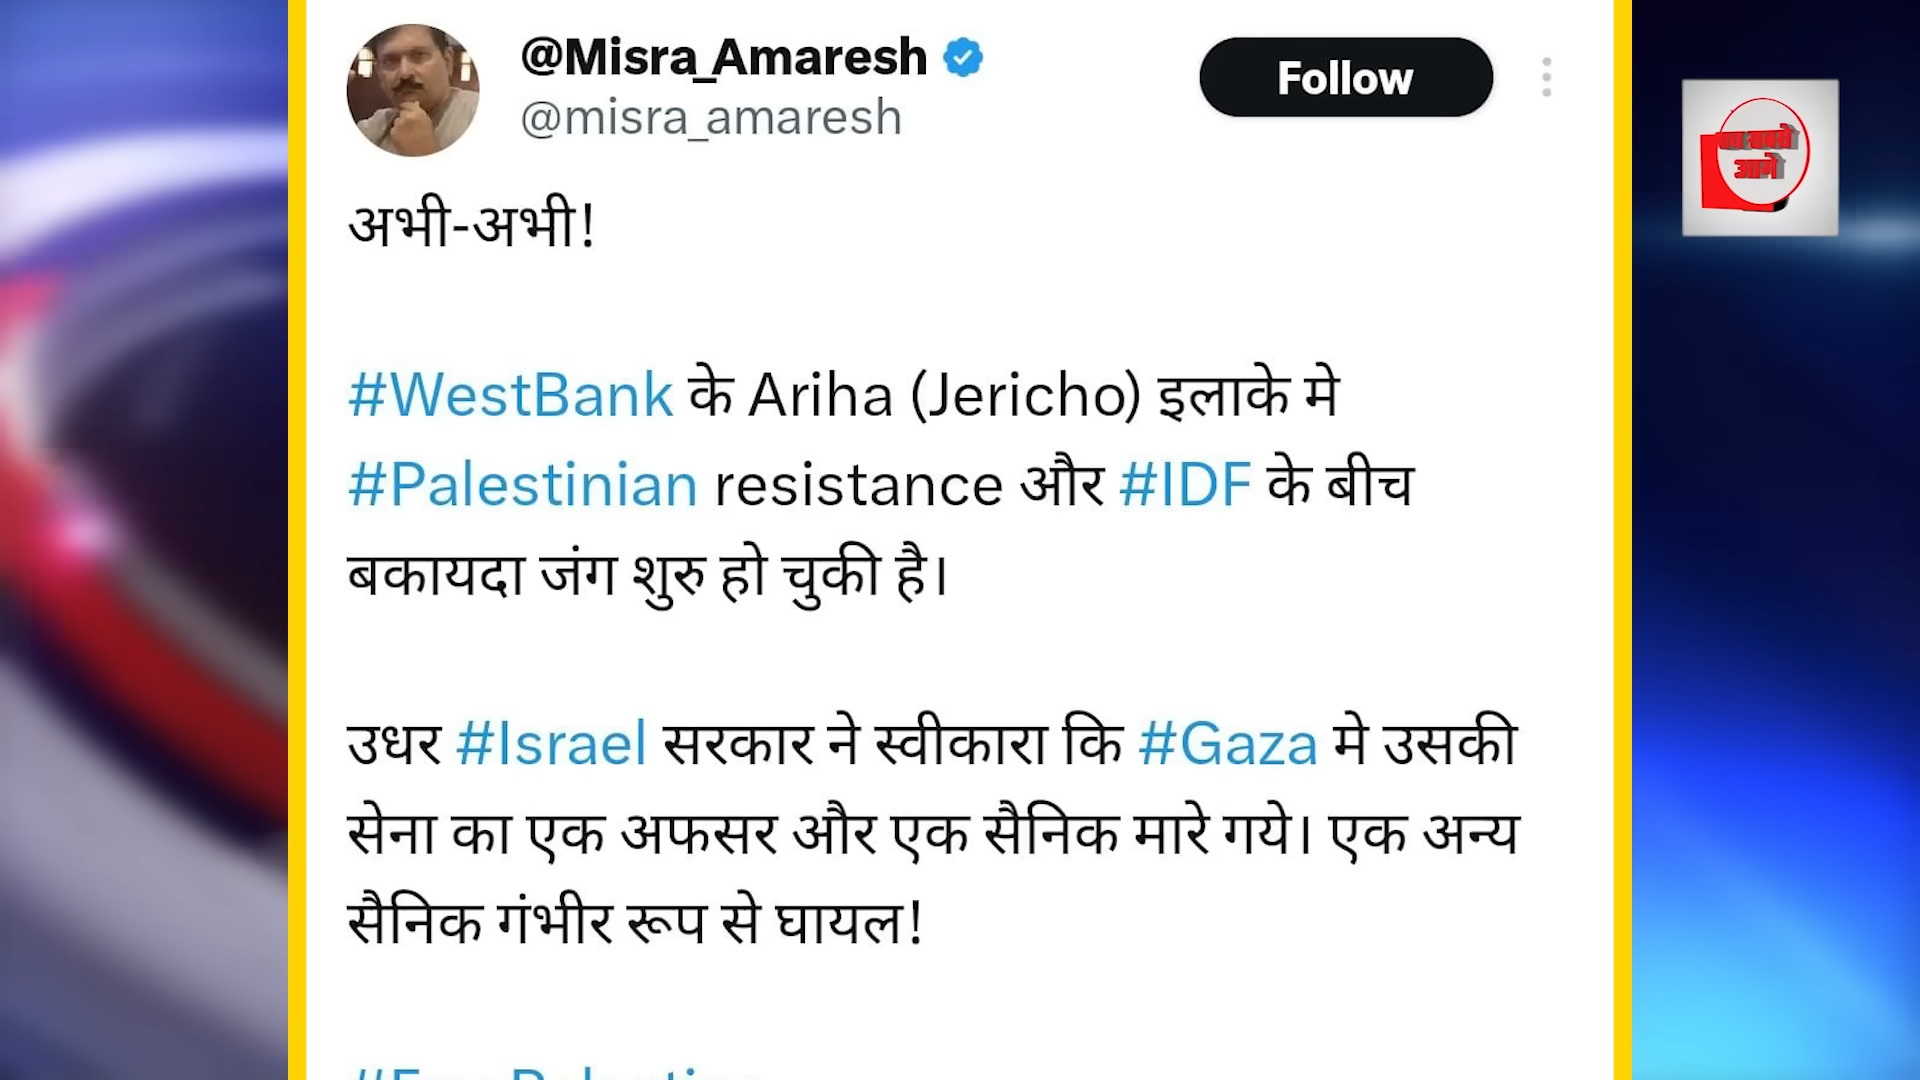 @Misra_Amaresh
@misra_amaresh
Follow
आगे
अभी-अभी!
#WestBank के Ariha (Jericho) इलाके मे
#Palestinian resistance और #IDF के बीच
बकायदा जंग शुरु हो चुकी है।
उधर #Israel सरकार ने स्वीकारा कि #Gaza मे उसकी
सेना का एक अफसर और एक सैनिक मारे गये। एक अन्य
सैनिक गंभीर रूप से घायल!